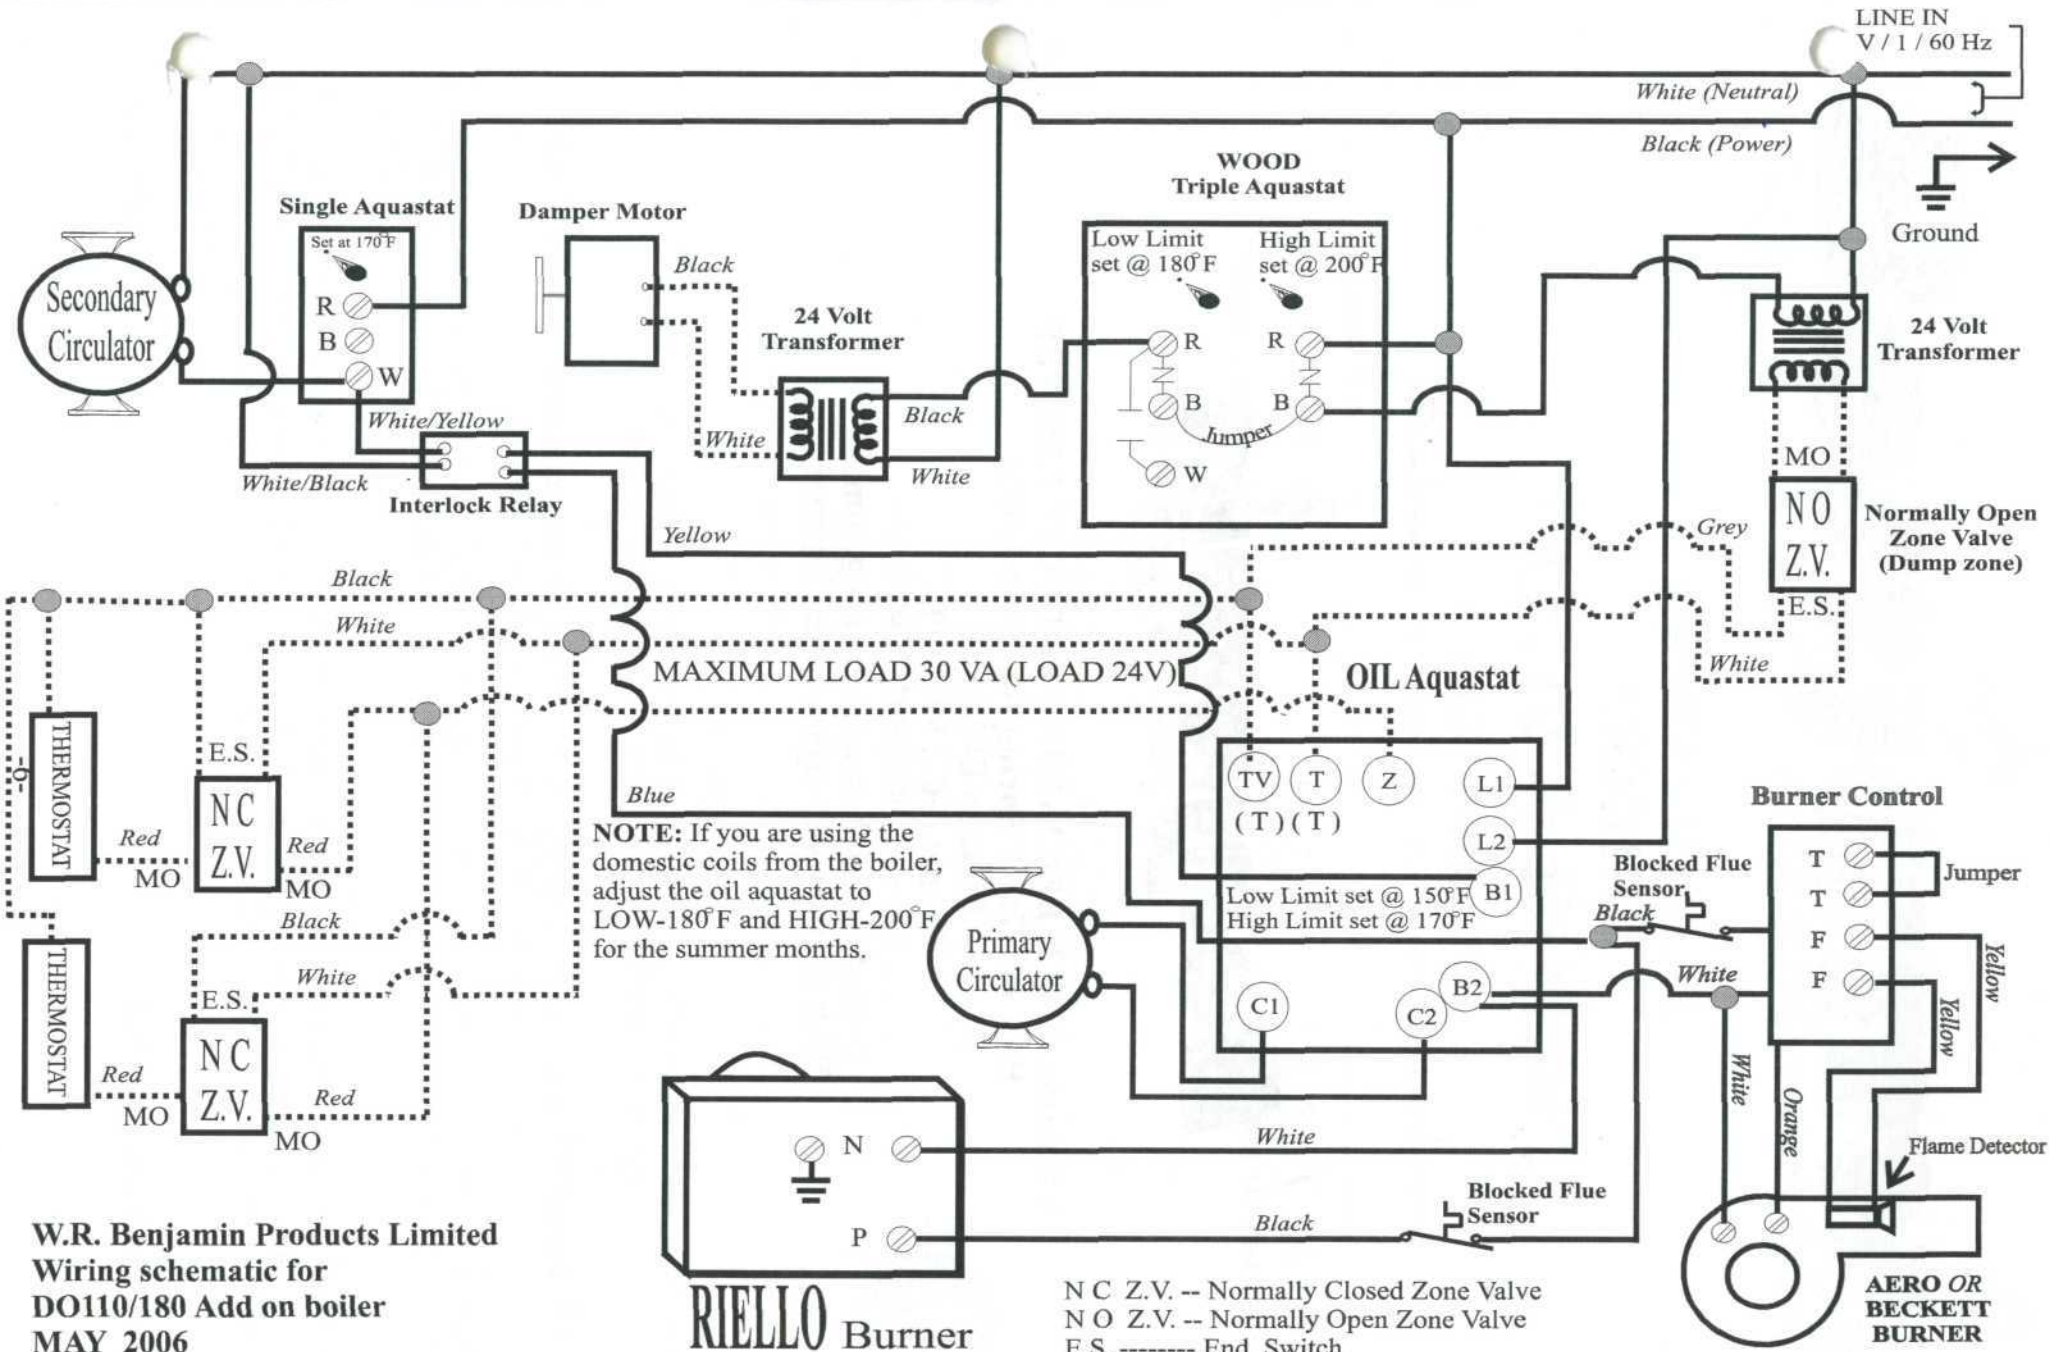 LINE IN
V / 1 / 60 Hz
White (Neutral)
Black (Power)
Ground
WOOD
Triple Aquastat
Low Limit
set @ 180°F
High Limit
set @ 200°F
R
R
B
B
Jumper
W
Single Aquastat
Set at 170°F
R
B
W
Damper Motor
Black
White
24 Volt
Transformer
Black
White
Secondary
Circulator
White/Yellow
White/Black
Interlock Relay
Yellow
24 Volt
Transformer
MO
N O
Z.V.
E.S.
Normally Open
Zone Valve
(Dump zone)
Grey
White
Black
White
MAXIMUM LOAD 30 VA (LOAD 24V)
OIL Aquastat
THERMOSTAT
E.S.
N C
Z.V.
Red
MO
Red
MO
Black
White
THERMOSTAT
E.S.
N C
Z.V.
Red
MO
Red
MO
Blue
NOTE: If you are using the
domestic coils from the boiler,
adjust the oil aquastat to
LOW-180°F and HIGH-200°F
for the summer months.
TV
T
Z
L1
( T ) ( T )
L2
B1
Low Limit set @ 150°F
High Limit set @ 170°F
B2
C1
C2
Primary
Circulator
Burner Control
T
T
F
F
Jumper
Blocked Flue
Sensor
Black
White
Yellow
Yellow
White
Orange
Flame Detector
AERO OR
BECKETT
BURNER
N
P
White
Black
Blocked Flue
Sensor
RIELLO Burner
W.R. Benjamin Products Limited
Wiring schematic for
DO110/180 Add on boiler
MAY 2006
N C Z.V. -- Normally Closed Zone Valve
N O Z.V. -- Normally Open Zone Valve
E.S. -------- End Switch